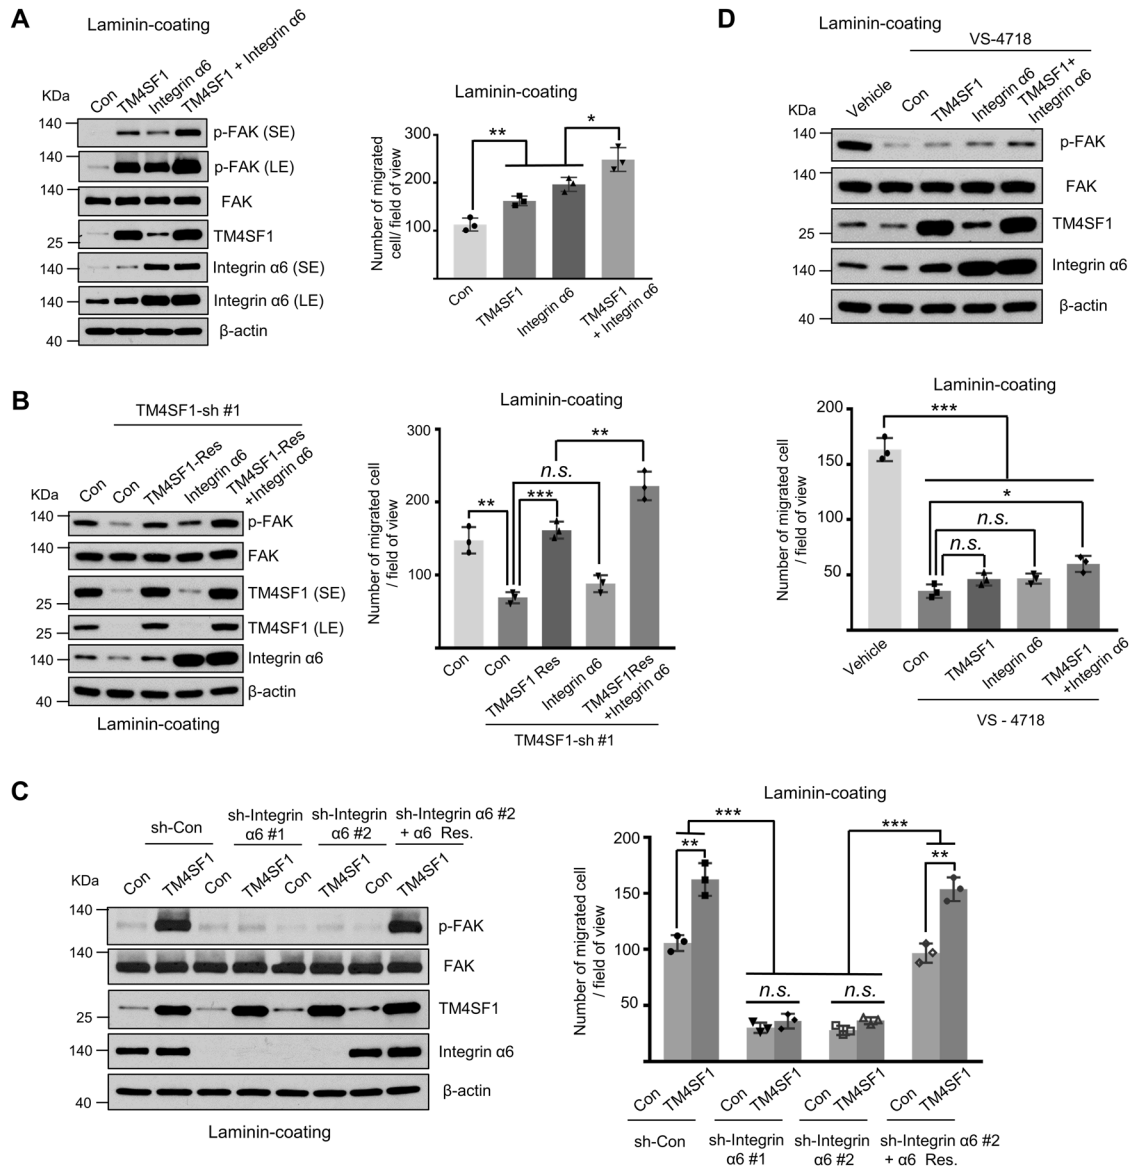 A
Laminin-coating
KDa
Con
TM4SF1
Integrin α6
TM4SF1 + Integrin α6
140
p-FAK (SE)
140
p-FAK (LE)
140
FAK
25
TM4SF1
140
Integrin α6 (SE)
140
Integrin α6 (LE)
40
β-actin
Laminin-coating
Number of migrated
cell/ field of view
300
200
100
**
*
Con
TM4SF1
Integrin α6
TM4SF1
+ Integrin α6
D
Laminin-coating
VS-4718
KDa
Vehicle
Con
TM4SF1
Integrin α6
TM4SF1+
Integrin α6
140
p-FAK
140
FAK
25
TM4SF1
140
Integrin α6
40
β-actin
Laminin-coating
Number of migrated cell
/ field of view
200
150
100
50
***
*
n.s.
n.s.
Vehicle
Con
TM4SF1
Integrin α6
TM4SF1
+Integrin α6
VS - 4718
B
TM4SF1-sh #1
KDa
Con
Con
TM4SF1-Res
Integrin α6
TM4SF1-Res
+Integrin α6
140
p-FAK
140
FAK
25
TM4SF1 (SE)
25
TM4SF1 (LE)
140
Integrin α6
40
β-actin
Laminin-coating
Laminin-coating
Number of migrated cell
/ field of view
300
200
100
**
n.s.
**
***
Con
Con
TM4SF1 Res
Integrin α6
TM4SF1Res
+Integrin α6
TM4SF1-sh #1
C
sh-Con
sh-Integrin
α6 #1
sh-Integrin
α6 #2
sh-Integrin α6 #2
+ α6 Res.
KDa
Con
TM4SF1
Con
TM4SF1
Con
TM4SF1
Con
TM4SF1
140
p-FAK
140
FAK
25
TM4SF1
140
Integrin α6
40
β-actin
Laminin-coating
Laminin-coating
Number of migrated cell
/ field of view
200
150
100
50
***
***
**
**
n.s.
n.s.
Con
TM4SF1
Con
TM4SF1
Con
TM4SF1
Con
TM4SF1
sh-Con
sh-Integrin
α6 #1
sh-Integrin
α6 #2
sh-Integrin α6 #2
+ α6 Res.